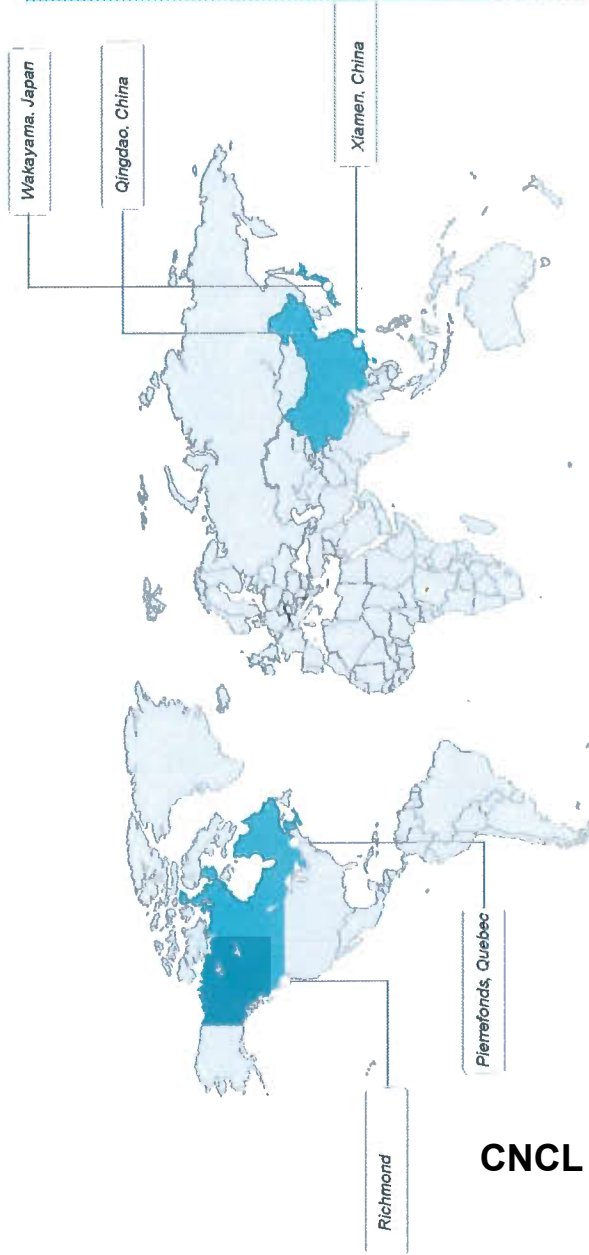 Wakayama, Japan
Qingdao, China
Xiamen, China
Pierrefonds, Quebec
Richmond
CNCL